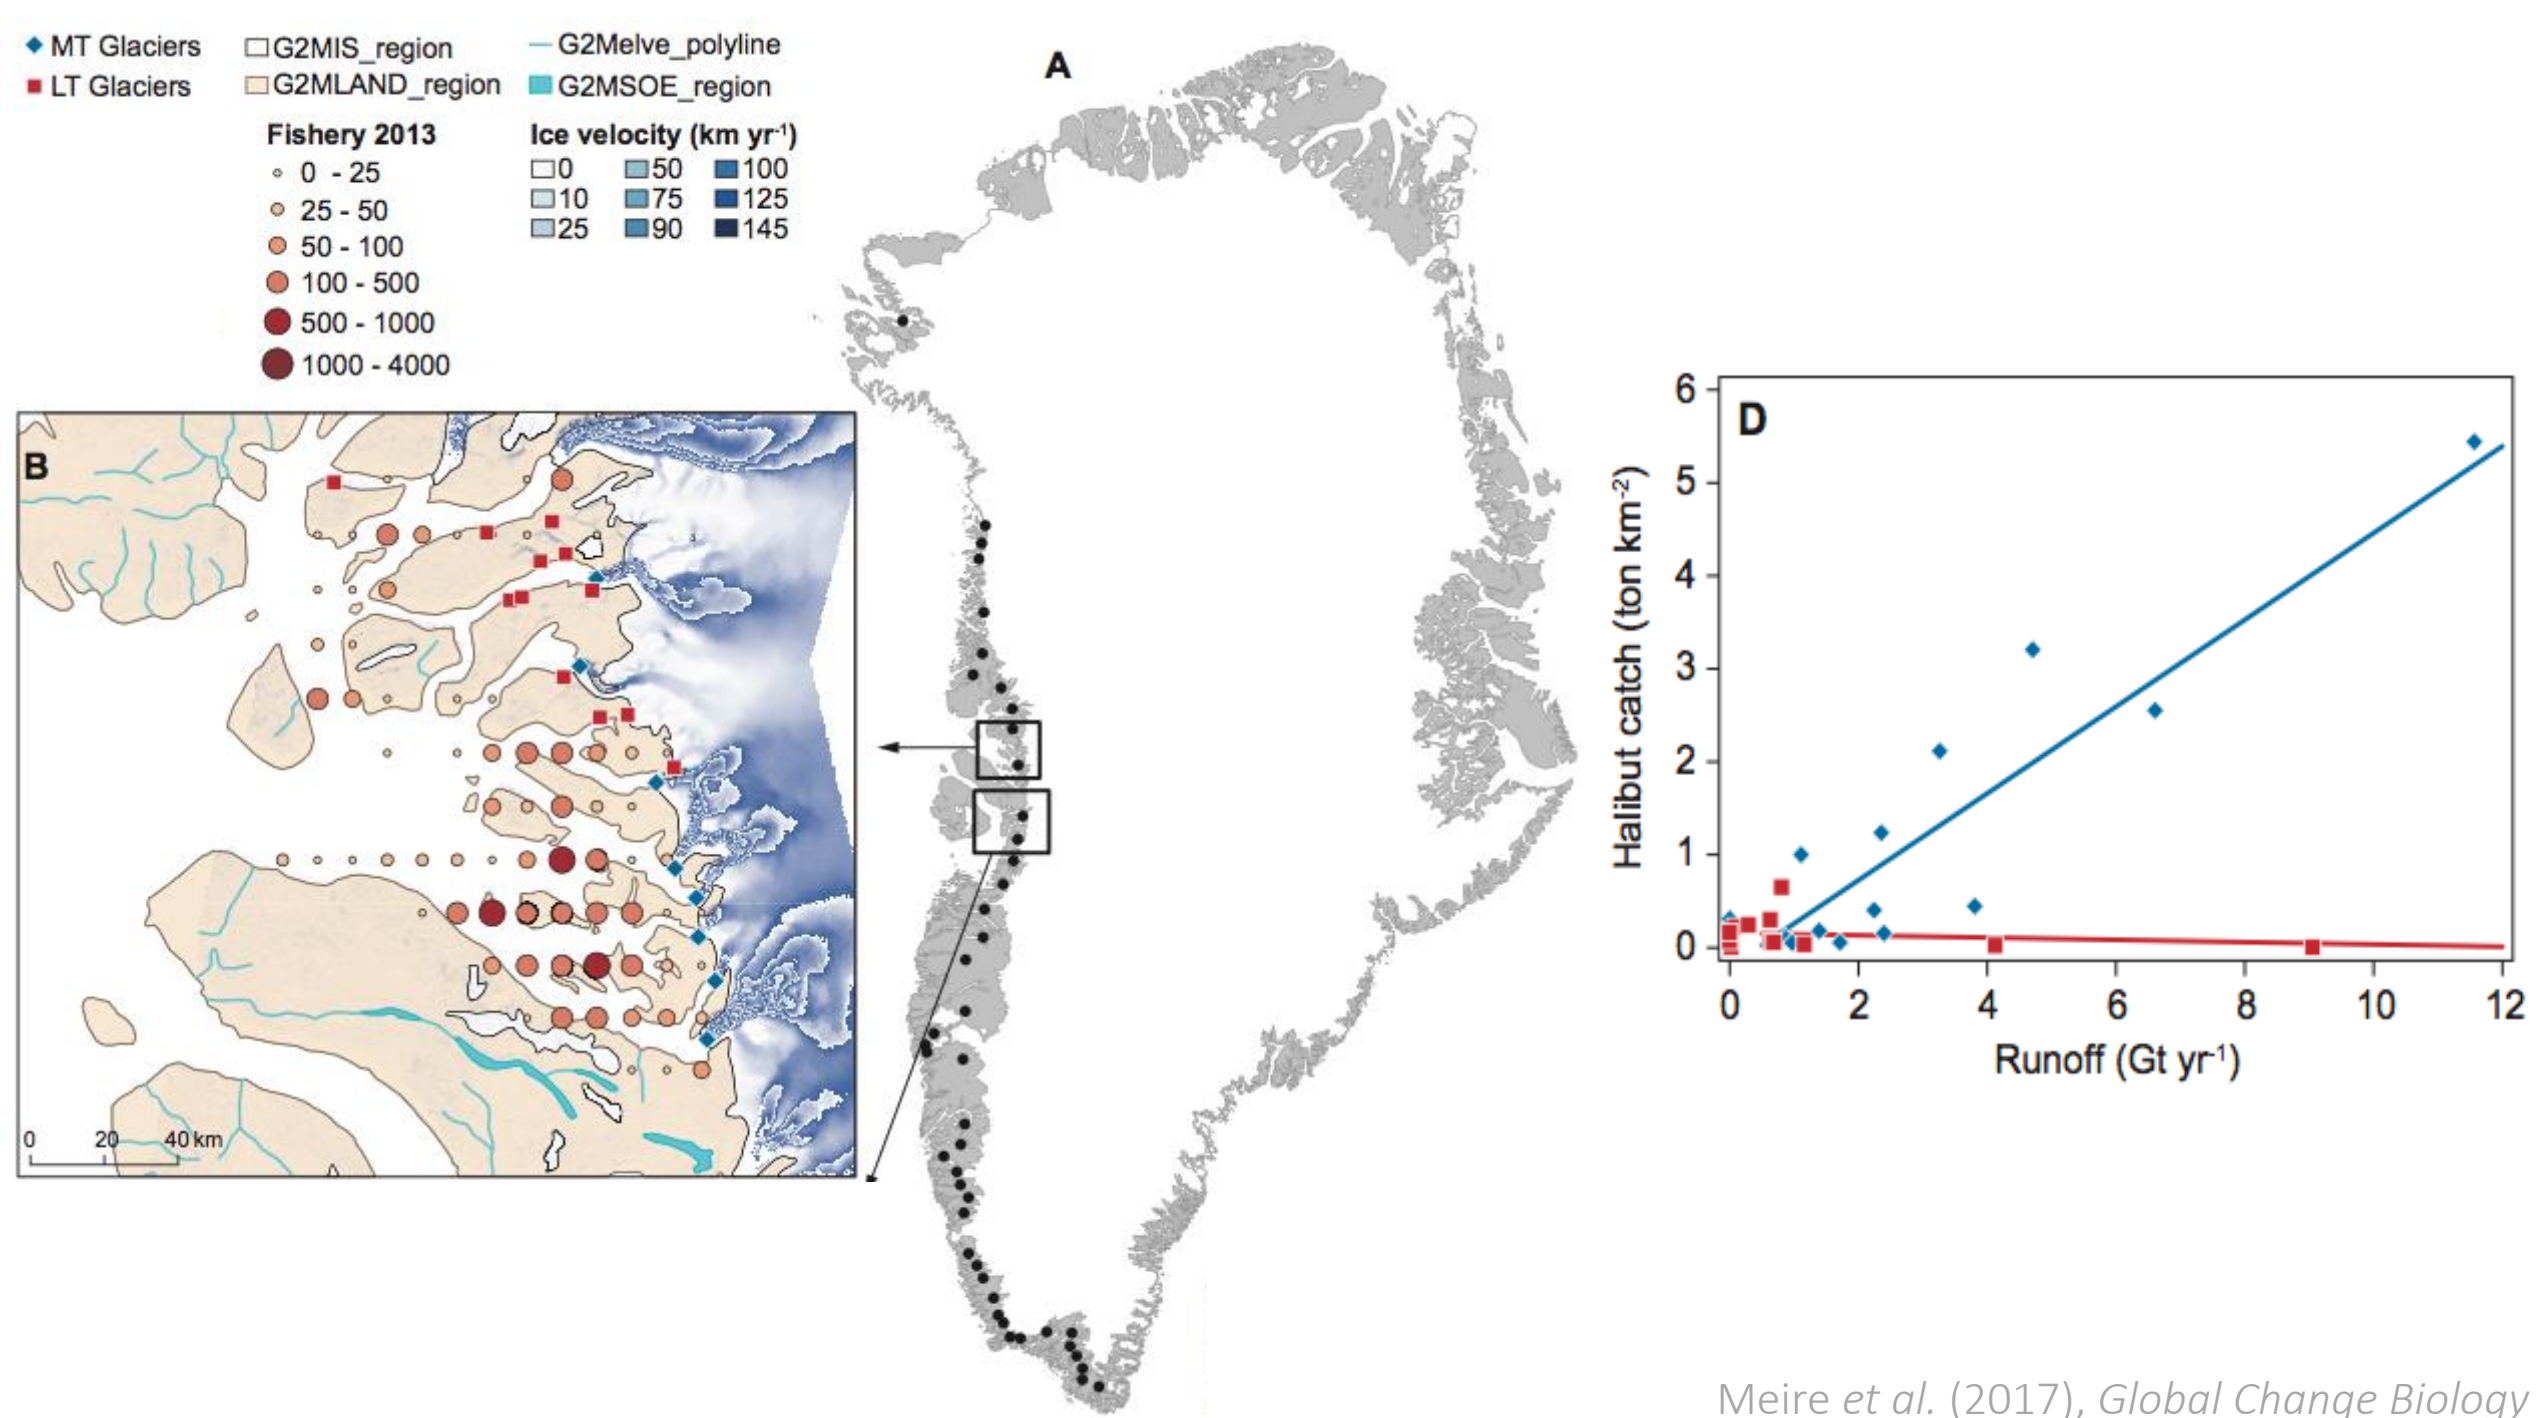 MT Glaciers
LT Glaciers
G2MIS_region
G2MLAND_region
G2Melve_polyline
G2MSOE_region
Fishery 2013
0 - 25
25 - 50
50 - 100
100 - 500
500 - 1000
1000 - 4000
Ice velocity (km yr⁻¹)
0 50 100
10 75 125
25 90 145
A
B
0 20 40 km
D
Halibut catch (ton km⁻²)
6
5
4
3
2
1
0
0 2 4 6 8 10 12
Runoff (Gt yr⁻¹)
Meire et al. (2017), Global Change Biology